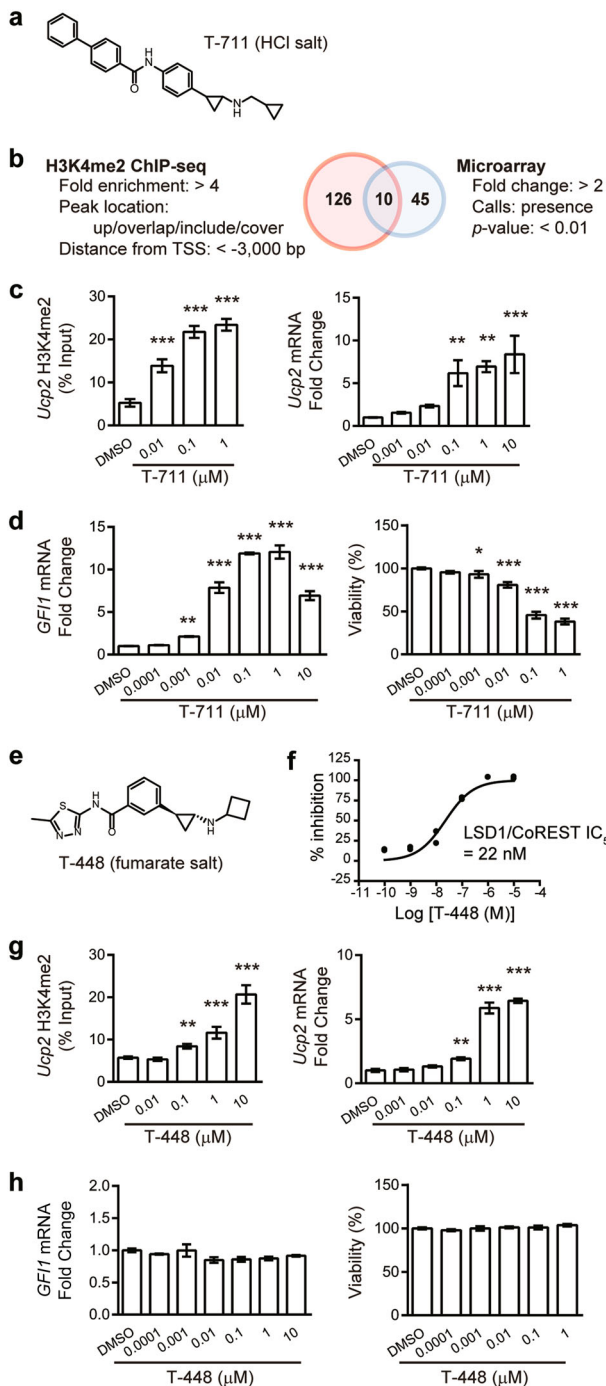 a
T-711 (HCl salt)
H
N
O
N
H
b
H3K4me2 ChIP-seq
Fold enrichment: > 4
Peak location:
up/overlap/include/cover
Distance from TSS: < -3,000 bp
126
10
45
Microarray
Fold change: > 2
Calls: presence
p-value: < 0.01
c
Ucp2 H3K4me2
(% Input)
30
20
10
0
***
***
***
DMSO
0.01
0.1
1
T-711 (μM)
Ucp2 mRNA
Fold Change
15
10
5
0
**
**
***
DMSO
0.001
0.01
0.1
1
10
T-711 (μM)
d
GFI1 mRNA
Fold Change
15
10
5
0
**
***
***
***
***
DMSO
0.0001
0.001
0.01
0.1
1
10
T-711 (μM)
Viability (%)
150
100
50
0
*
***
***
***
DMSO
0.0001
0.001
0.01
0.1
1
T-711 (μM)
e
S
H
N
N
N
O
N
H
T-448 (fumarate salt)
f
% inhibition
125
100
75
50
25
0
-25
-11
-10
-9
-8
-7
-6
-5
-4
LSD1/CoREST IC
= 22 nM
Log [T-448 (M)]
g
Ucp2 H3K4me2
(% Input)
30
20
10
0
**
***
***
DMSO
0.01
0.1
1
10
T-448 (μM)
Ucp2 mRNA
Fold Change
10
5
0
**
***
***
DMSO
0.001
0.01
0.1
1
10
T-448 (μM)
h
GFI1 mRNA
Fold Change
2.0
1.5
1.0
0.5
0.0
DMSO
0.0001
0.001
0.01
0.1
1
10
T-448 (μM)
Viability (%)
150
100
50
0
DMSO
0.0001
0.001
0.01
0.1
1
T-448 (μM)